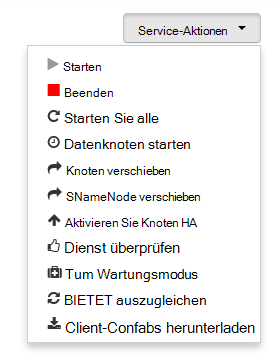 Service-Aktionen
Starten
Beenden
Starten Sie alle
Datenknoten starten
Knoten verschieben
SNameNode verschieben
Aktivieren Sie Knoten HA
Dienst überprüfen
Tum Wartungsmodus
BIETET auszugleichen
Client-Confabs herunterladen